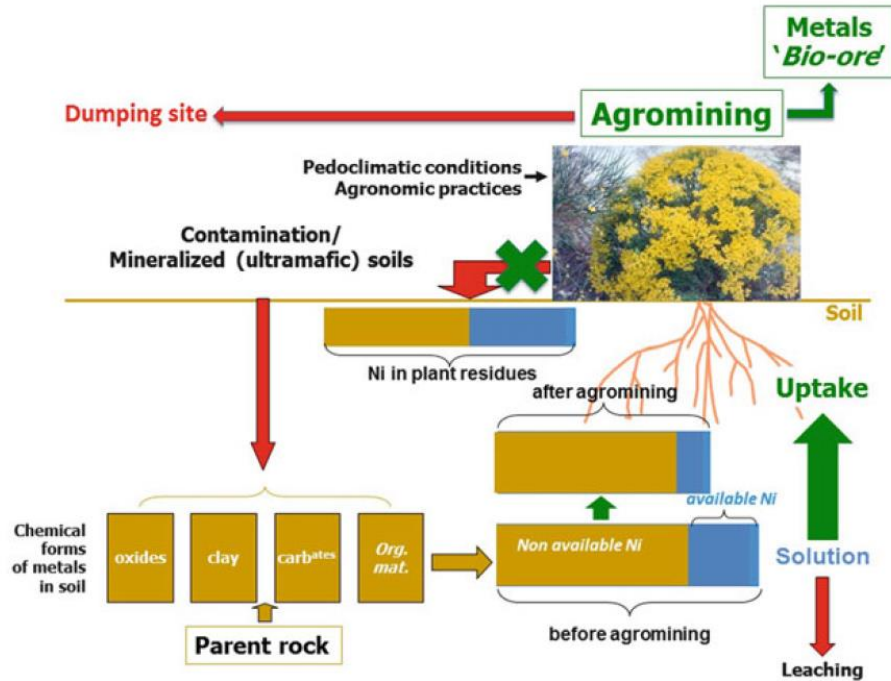 Metals
‘Bio-ore’
Dumping site
Agromining
Pedoclimatic conditions
Agronomic practices
Contamination/
Mineralized (ultramafic) soils
Soil
Ni in plant residues
after agromining
Uptake
available Ni
Chemical
forms
of metals
in soil
oxides
clay
carbates
Org.
mat.
Non available Ni
Solution
Parent rock
before agromining
Leaching